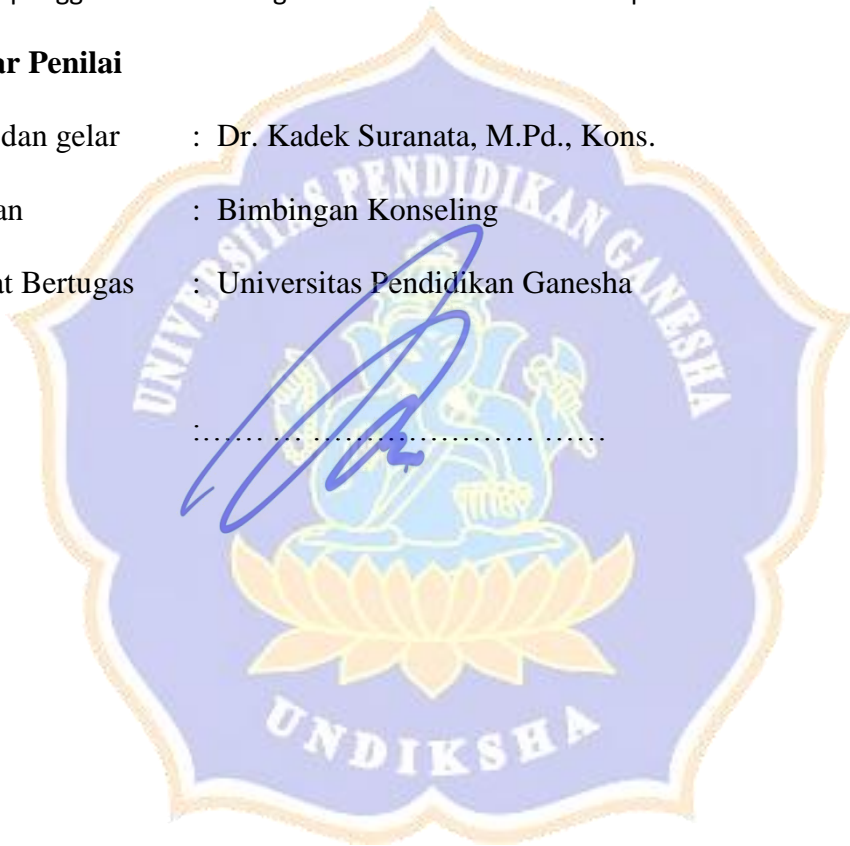 ar Penilai
dan gelar : Dr. Kadek Suranata, M.Pd., Kons.
an : Bimbingan Konseling
at Bertugas : Universitas Pendidikan Ganesha
:...... ... ...................... ......
UNIVERSITAS PENDIDIKAN GANESHA
UNDIKSHA